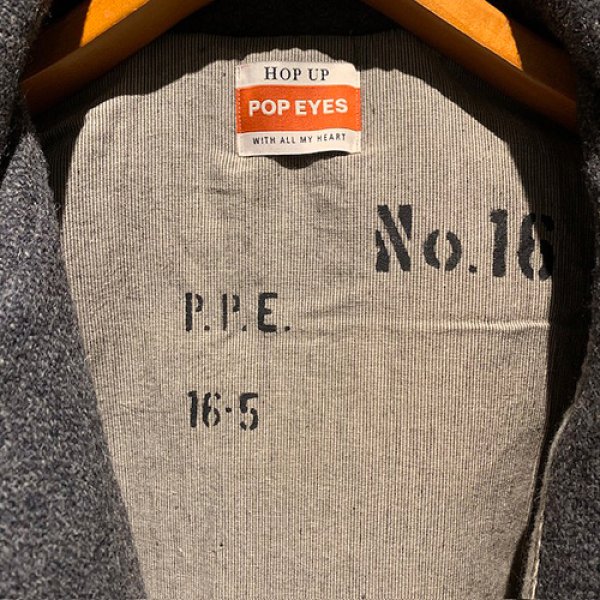 HOP UP
POP EYES
WITH ALL MY HEART
No.16
P.P.E.
16-5